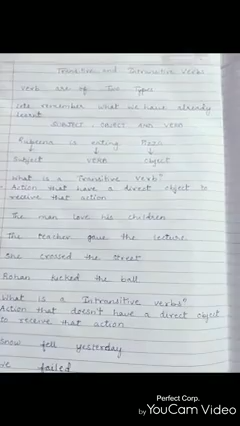 Transitive and Intransitive Verbs
Verb are of Two Types
Lets remember what we have already
learnt
SUBJECT, OBJECT AND VERB
is eating
Subject VERB object
What is a Transitive verb?
Action that have a direct object to
receive that action
The man love his children
The teacher gave the lecture
She crossed the street
Rohan kicked the ball
What is a Intransitive verbs?
Action that doesn't have a direct object
to receive that action
Snow fell yesterday
failed
Perfect Corp.
by YouCam Video